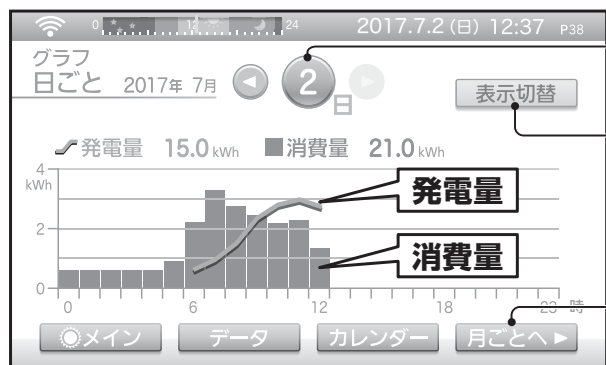 0 12 24 2017.7.2(日) 12:37 P38
グラフ
日ごと 2017年 7月 ◀ 2 日 ▶
表示切替
発電量 15.0 kWh ■消費量 21.0 kWh
4
kWh
発電量
2
消費量
0
0 6 12 18 23 時
メイン データ カレンダー 月ごとへ ▶